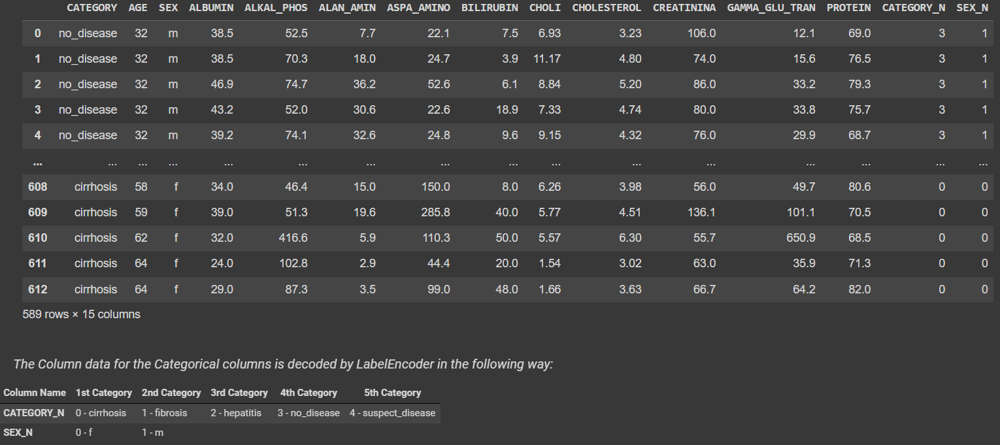 CATEGORY AGE SEX ALBUMIN ALKAL_PHOS ALAN_AMIN ASPA_AMINO BILIRUBIN CHOLI CHOLESTEROL CREATININA GAMMA_GLU_TRAN PROTEIN CATEGORY_N SEX_N
0 no_disease 32 m 38.5 52.5 7.7 22.1 7.5 6.93 3.23 106.0 12.1 69.0 3 1
1 no_disease 32 m 38.5 70.3 18.0 24.7 3.9 11.17 4.80 74.0 15.6 76.5 3 1
2 no_disease 32 m 46.9 74.7 36.2 52.6 6.1 8.84 5.20 86.0 33.2 79.3 3 1
3 no_disease 32 m 43.2 52.0 30.6 22.6 18.9 7.33 4.74 80.0 33.8 75.7 3 1
4 no_disease 32 m 39.2 74.1 32.6 24.8 9.6 9.15 4.32 76.0 29.9 68.7 3 1
... ... ... ... ... ... ... ... ... ... ... ... ... ... ... ...
608 cirrhosis 58 f 34.0 46.4 15.0 150.0 8.0 6.26 3.98 56.0 49.7 80.6 0 0
609 cirrhosis 59 f 39.0 51.3 19.6 285.8 40.0 5.77 4.51 136.1 101.1 70.5 0 0
610 cirrhosis 62 f 32.0 416.6 5.9 110.3 50.0 5.57 6.30 55.7 650.9 68.5 0 0
611 cirrhosis 64 f 24.0 102.8 2.9 44.4 20.0 1.54 3.02 63.0 35.9 71.3 0 0
612 cirrhosis 64 f 29.0 87.3 3.5 99.0 48.0 1.66 3.63 66.7 64.2 82.0 0 0
589 rows × 15 columns
The Column data for the Categorical columns is decoded by LabelEncoder in the following way:
Column Name 1st Category 2nd Category 3rd Category 4th Category 5th Category
CATEGORY_N 0 - cirrhosis 1 - fibrosis 2 - hepatitis 3 - no_disease 4 - suspect_disease
SEX_N 0 - f 1 - m